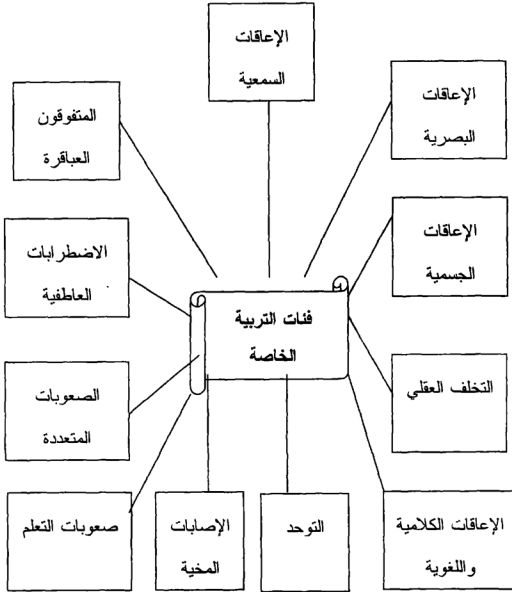 الإعاقات
السمعية
الإعاقات
البصرية
المتفوقون
العباقرة
الإعاقات
الجسمية
الاضطرابات
العاطفية
فئات التربية
الخاصة
التخلف العقلي
الصعوبات
المتعددة
الإعاقات الكلامية
واللغوية
التوحد
الإصابات
المخية
صعوبات التعلم